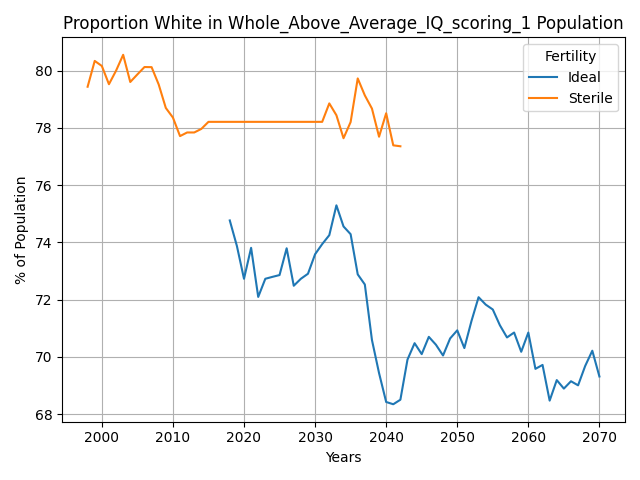 Proportion White in Whole_Above_Average_IQ_scoring_1 Population
Fertility
Ideal
Sterile
% of Population
80
78
76
74
72
70
68
2000
2010
2020
2030
2040
2050
2060
2070
Years